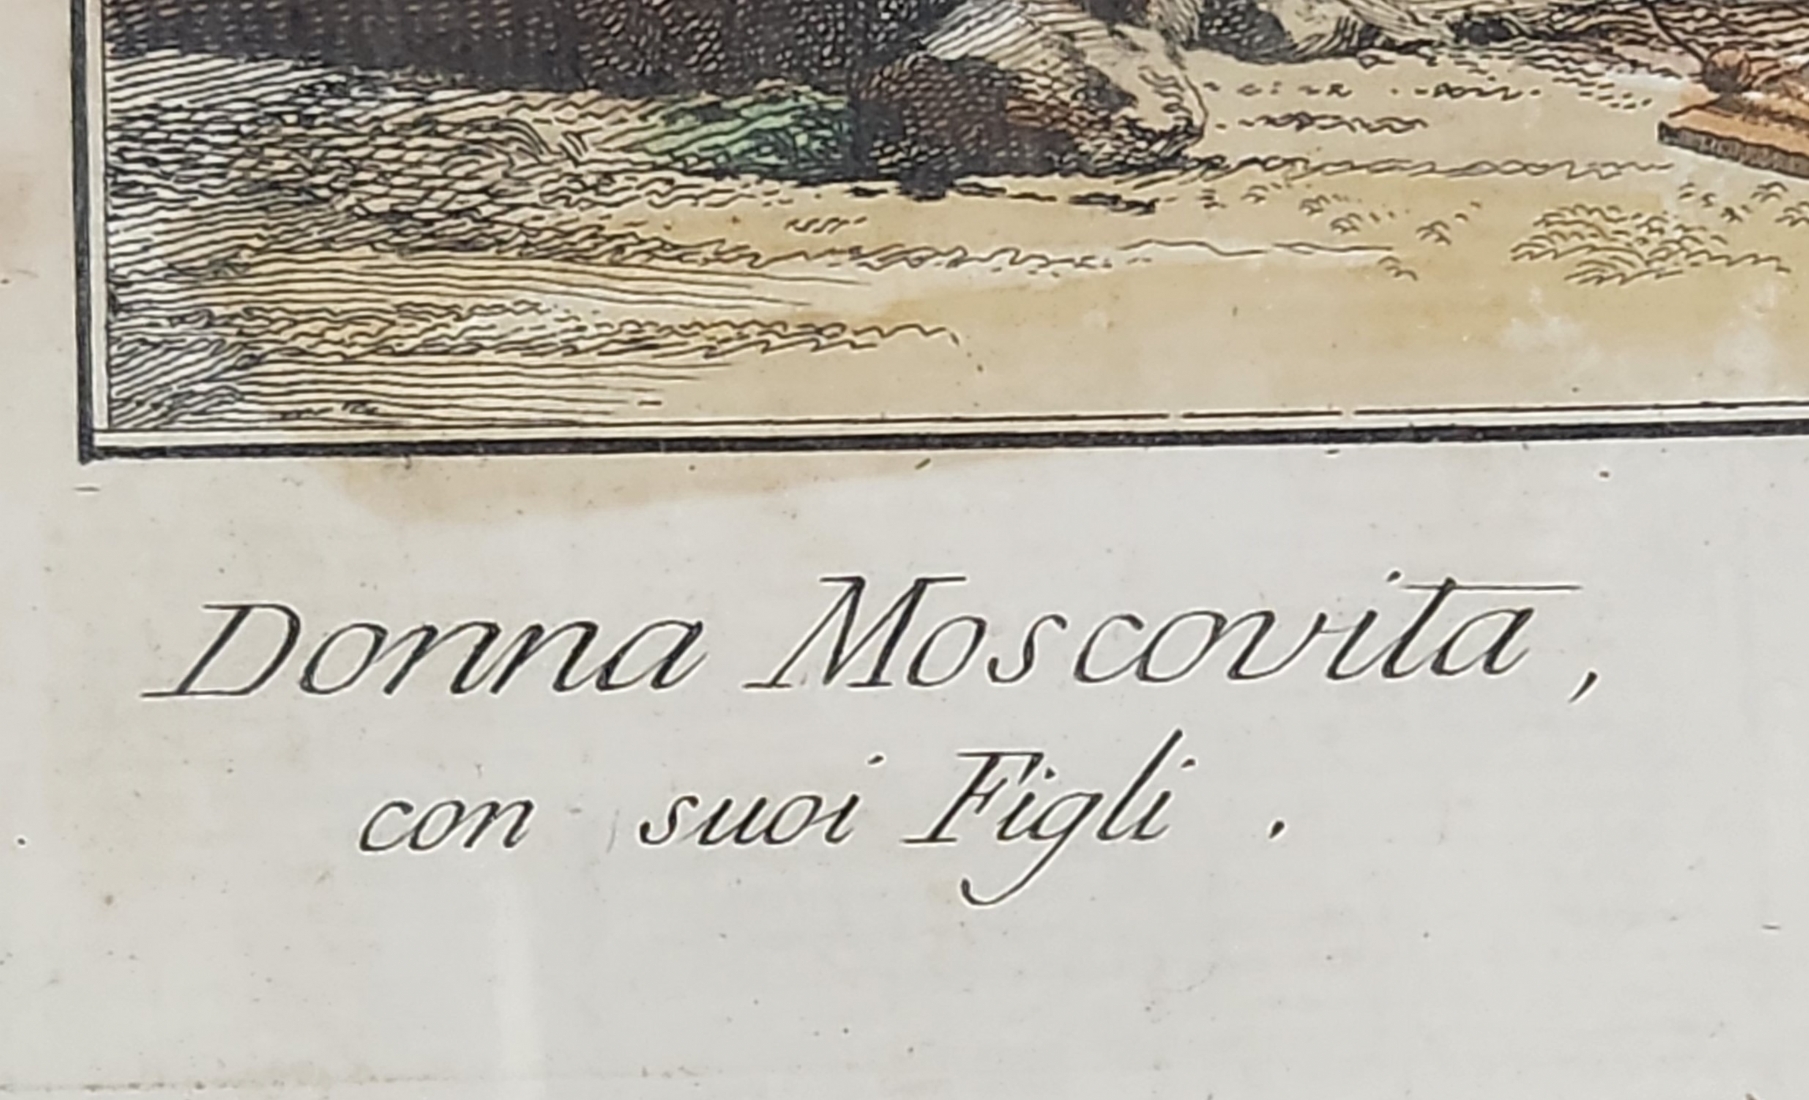 Donna Moscovita,
con suoi Figli.